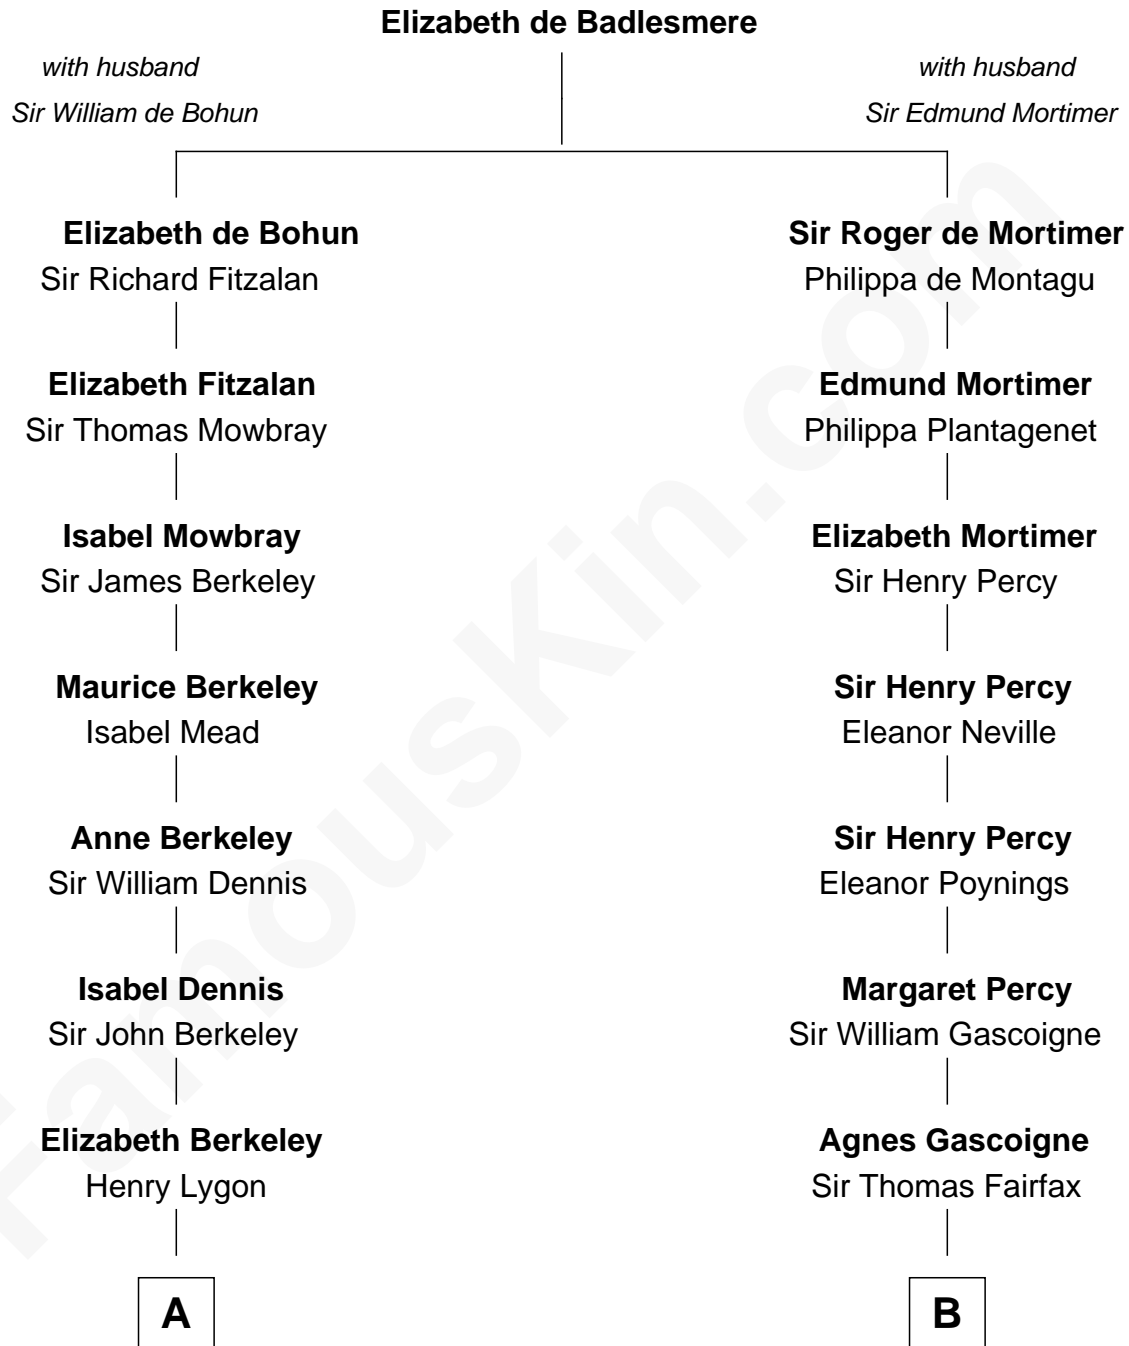 Elizabeth de Badlesmere
with husband
Sir William de Bohun
with husband
Sir Edmund Mortimer
Elizabeth de Bohun
Sir Richard Fitzalan
Sir Roger de Mortimer
Philippa de Montagu
Elizabeth Fitzalan
Sir Thomas Mowbray
Edmund Mortimer
Philippa Plantagenet
Isabel Mowbray
Sir James Berkeley
Elizabeth Mortimer
Sir Henry Percy
Maurice Berkeley
Isabel Mead
Sir Henry Percy
Eleanor Neville
Anne Berkeley
Sir William Dennis
Sir Henry Percy
Eleanor Poynings
Isabel Dennis
Sir John Berkeley
Margaret Percy
Sir William Gascoigne
Elizabeth Berkeley
Henry Lygon
Agnes Gascoigne
Sir Thomas Fairfax
A
B
FamousKin.com